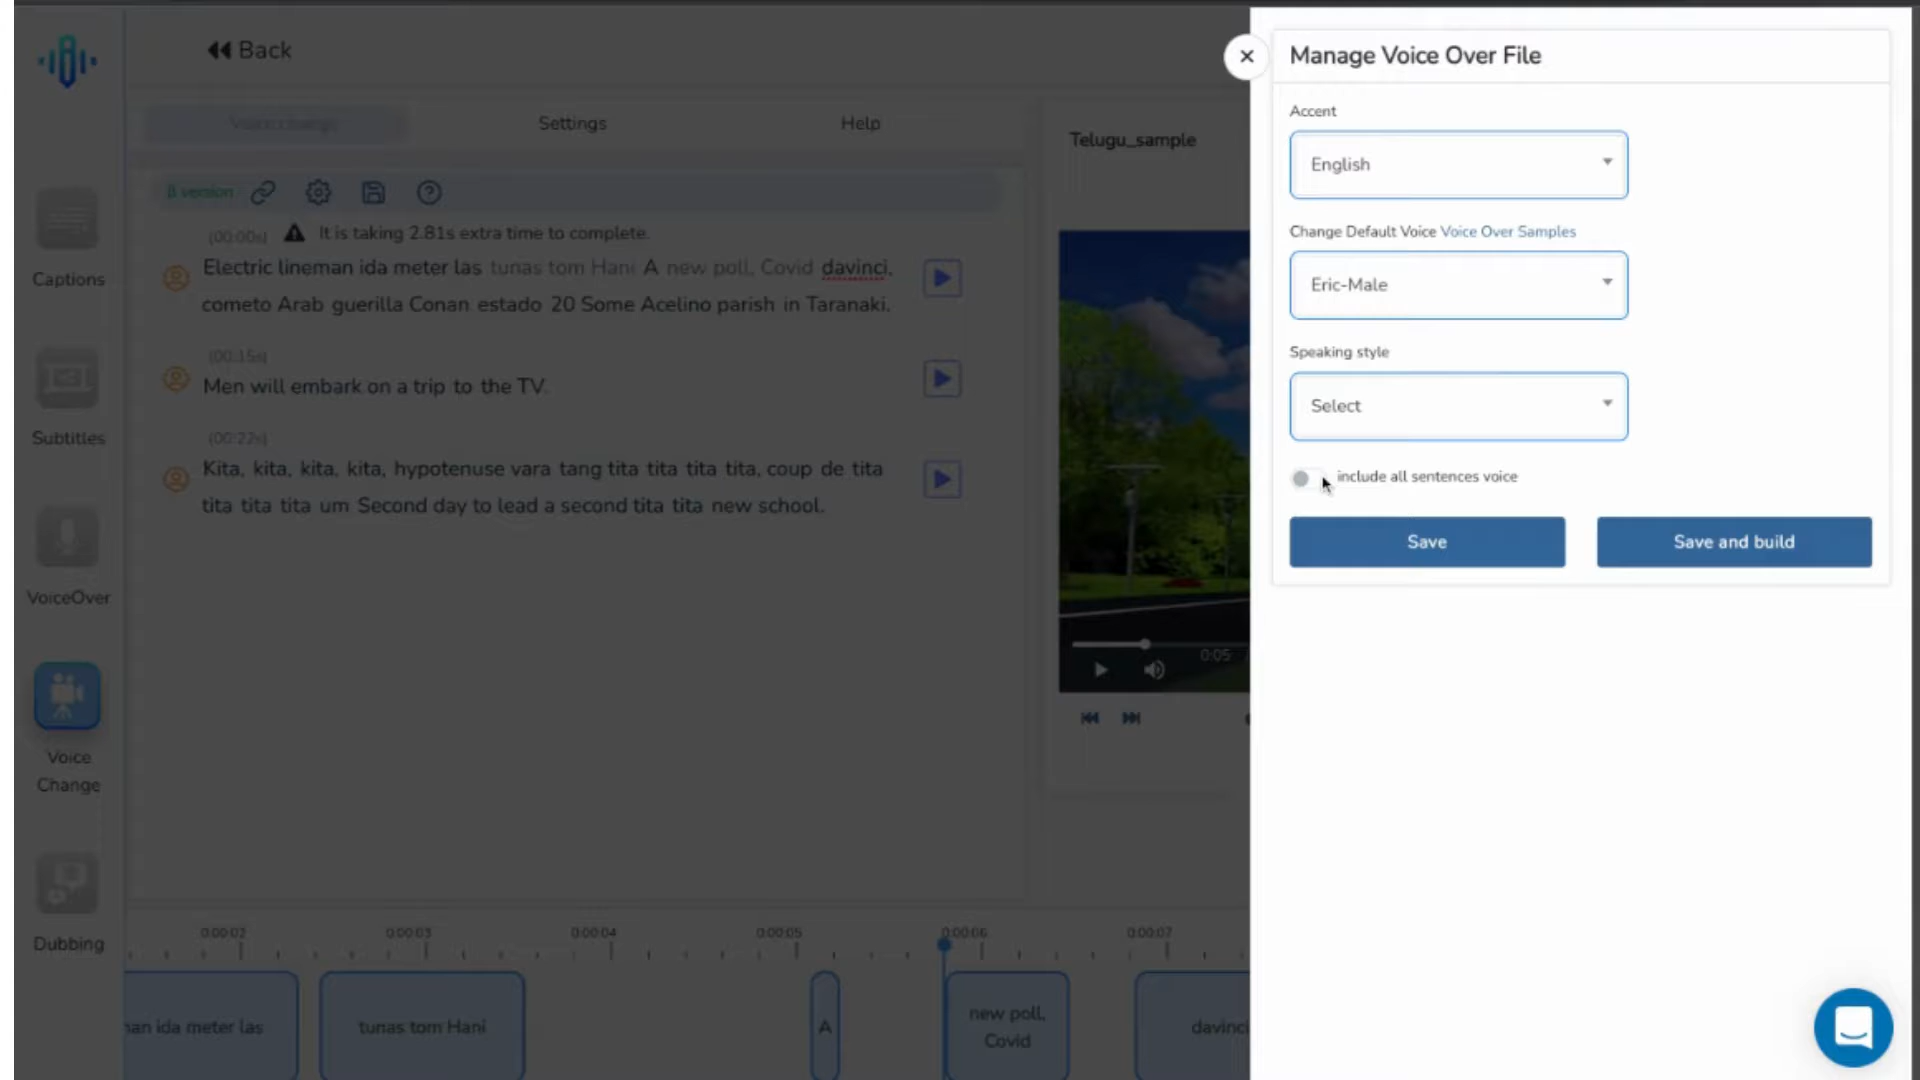 Back
Voice change
Settings
Help
β version
(00:00s) It is taking 2.81s extra time to complete.
Electric lineman ida meter las tunas tom Hani A new poll, Covid davinci,
cometo Arab guerilla Conan estado 20 Some Acelino parish in Taranaki.
(00:15s)
Men will embark on a trip to the TV.
(00:22s)
Kita, kita, kita, kita, hypotenuse vara tang tita tita tita tita, coup de tita
tita tita tita um Second day to lead a second tita tita new school.
Captions
Subtitles
VoiceOver
Voice
Change
Dubbing
Telugu_sample
0:05
Manage Voice Over File
Accent
English
Change Default Voice Voice Over Samples
Eric-Male
Speaking style
Select
include all sentences voice
Save
Save and build
0:00:02
0:00:03
0:00:04
0:00:05
0:00:06
0:00:07
ida meter las
tunas tom Hani
A
new poll,
Covid
davinci